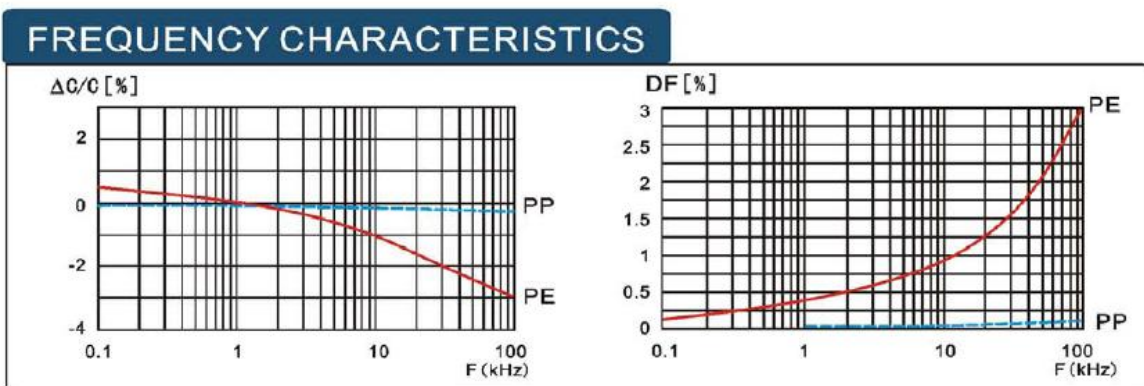 FREQUENCY CHARACTERISTICS
ΔC/C [%]
2
0
-2
-4
PP
PE
0.1 1 10 100
F (kHz)
DF [%]
3
2.5
2
1.5
1
0.5
0
PE
PP
0.1 1 10 100
F (kHz)